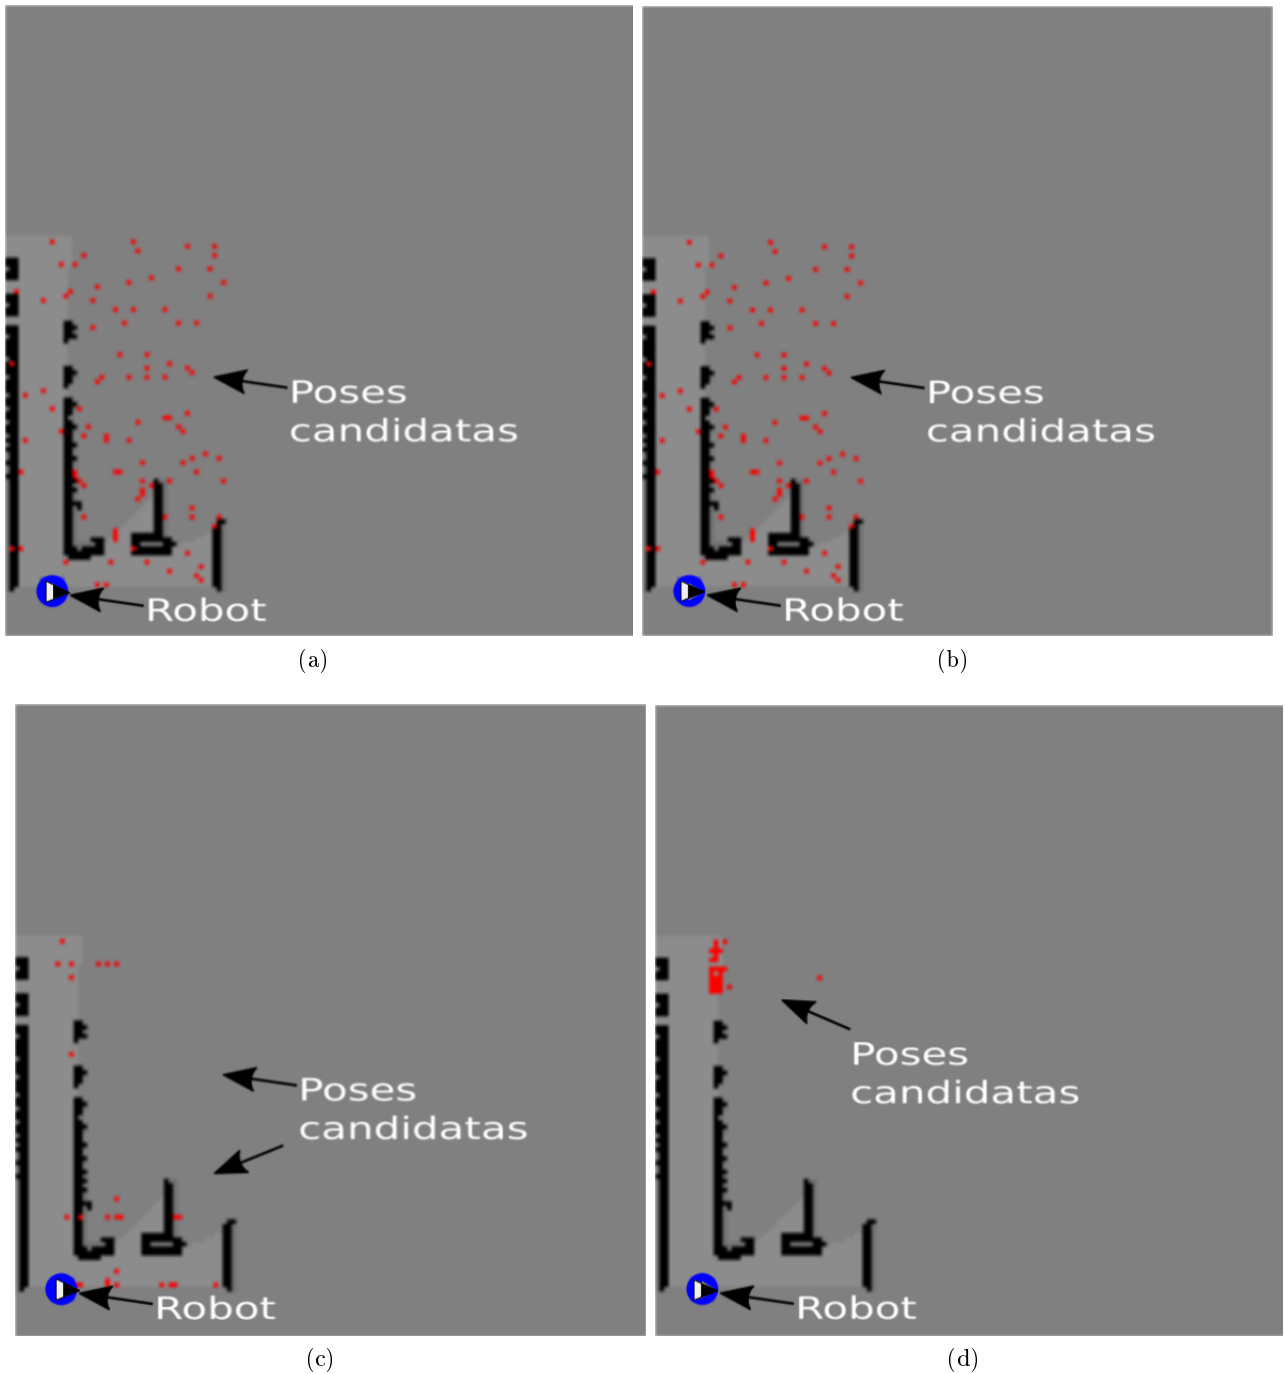 Poses
candidatas
Robot
(a)
Poses
candidatas
Robot
(b)
Poses
candidatas
Robot
(c)
Poses
candidatas
Robot
(d)